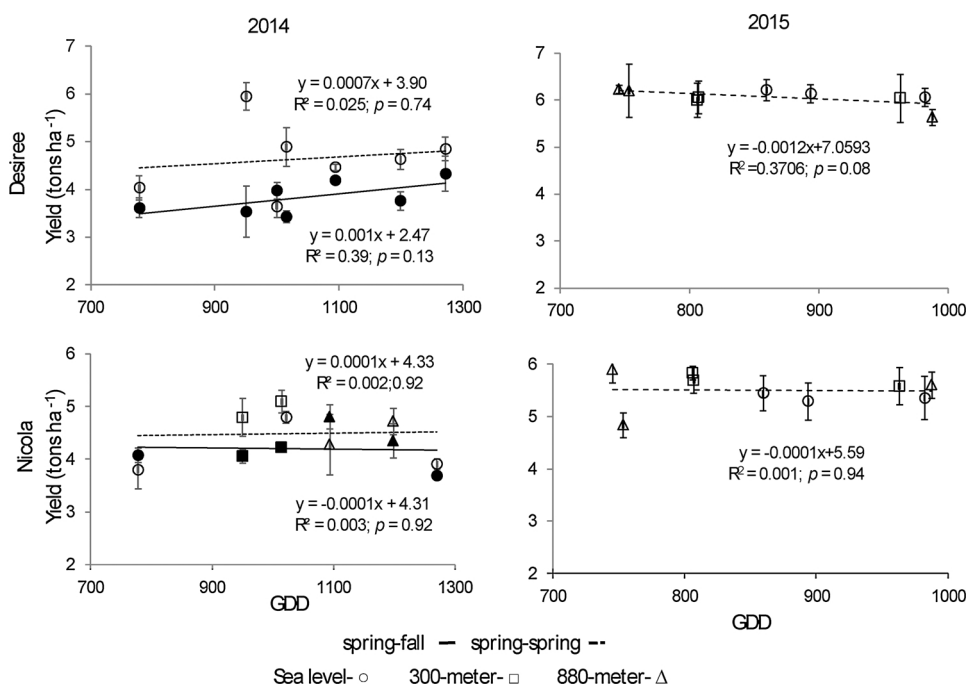 2014
2015
Desiree
Yield (tons ha⁻¹)
7
6
5
4
3
2
700
900
1100
1300
y = 0.0007x + 3.90
R² = 0.025; p = 0.74
y = 0.001x + 2.47
R² = 0.39; p = 0.13
7
6
5
4
3
2
700
800
900
1000
y = -0.0012x+7.0593
R² =0.3706; p = 0.08
Nicola
Yield (tons ha⁻¹)
6
5
4
3
2
700
900
1100
1300
GDD
y = 0.0001x + 4.33
R² = 0.002;0.92
y = -0.0001x + 4.31
R² = 0.003; p = 0.92
6
5
4
3
2
700
800
900
1000
GDD
y = -0.0001x+5.59
R² = 0.001; p = 0.94
spring-fall spring-spring
Sea level- 300-meter- 880-meter-